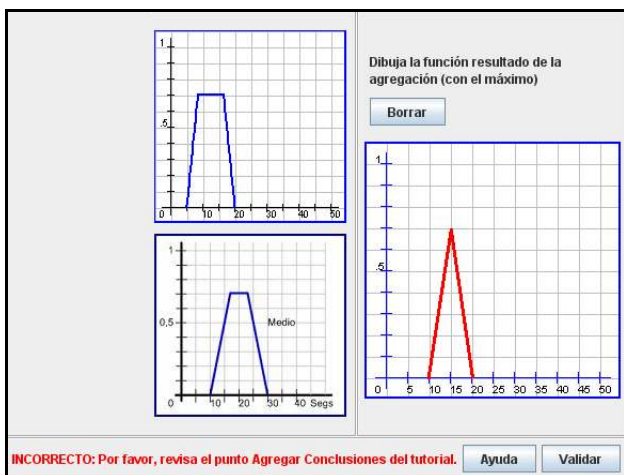 1
.5
0 10 20 30 40 50
1
0,5
Medio
0 10 20 30 40 Segs
Dibuja la función resultado de la
agregación (con el máximo)
Borrar
1
.5
0 5 10 15 20 25 30 35 40 45 50
INCORRECTO: Por favor, revisa el punto Agregar Conclusiones del tutorial.
Ayuda
Validar